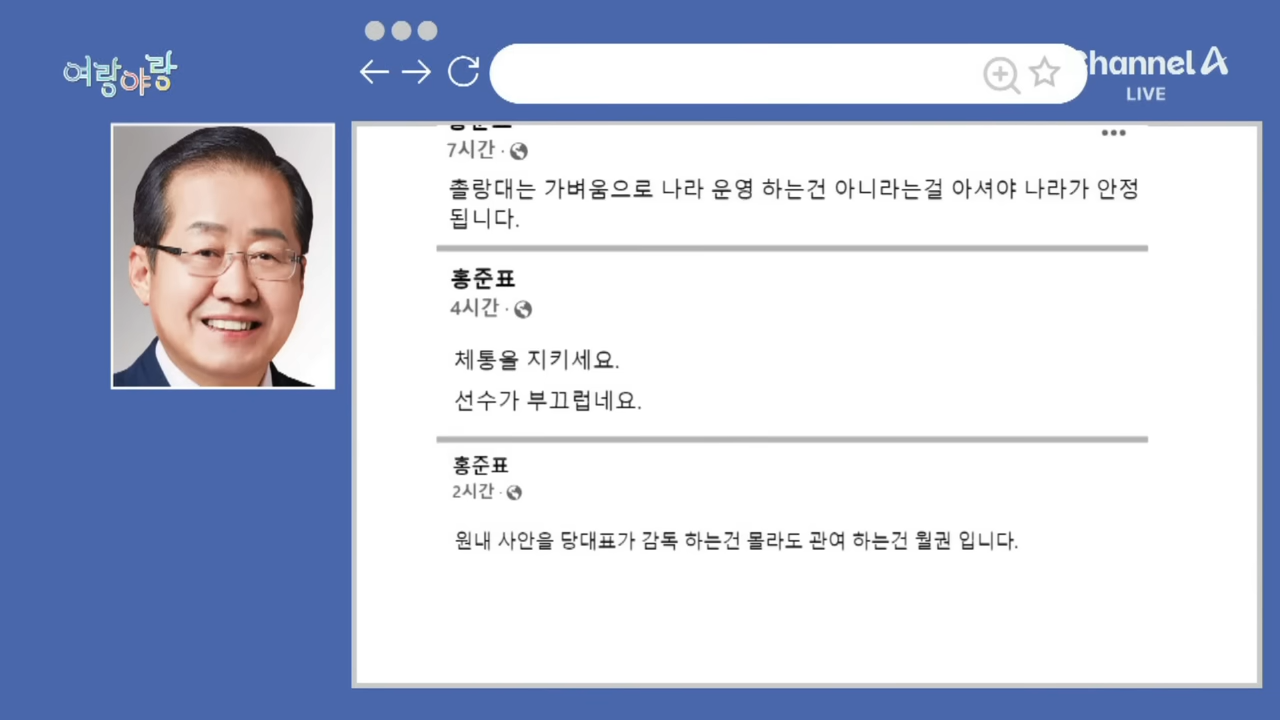 여랑야랑
Channel A
LIVE
홍준표
7시간 ·
촐랑대는 가벼움으로 나라 운영 하는건 아니라는걸 아셔야 나라가 안정
됩니다.
홍준표
4시간 ·
체통을 지키세요.
선수가 부끄럽네요.
홍준표
2시간 ·
원내 사안을 당대표가 감독 하는건 몰라도 관여 하는건 월권 입니다.